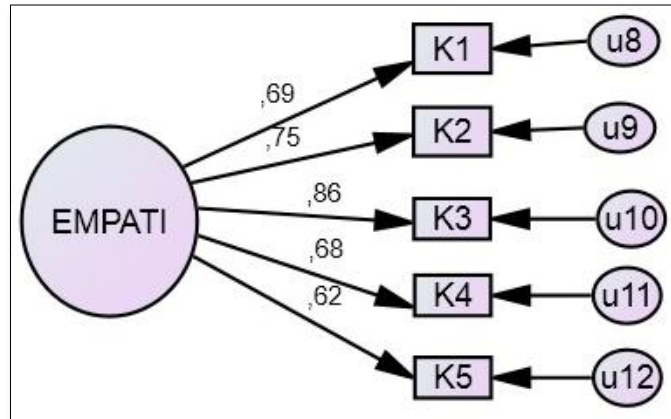 K1
u8
,69
K2
u9
,75
EMPATI
,86
K3
u10
,68
K4
u11
,62
K5
u12